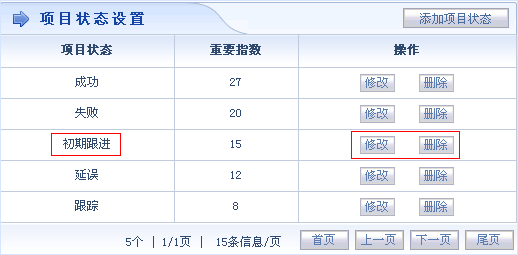 项目状态设置 添加项目状态
项目状态 重要指数 操作
成功 27 修改 删除
失败 20 修改 删除
初期跟进 15 修改 删除
延误 12 修改 删除
跟踪 8 修改 删除
5个 | 1/1页 | 15条信息/页 首页 上一页 下一页 尾页